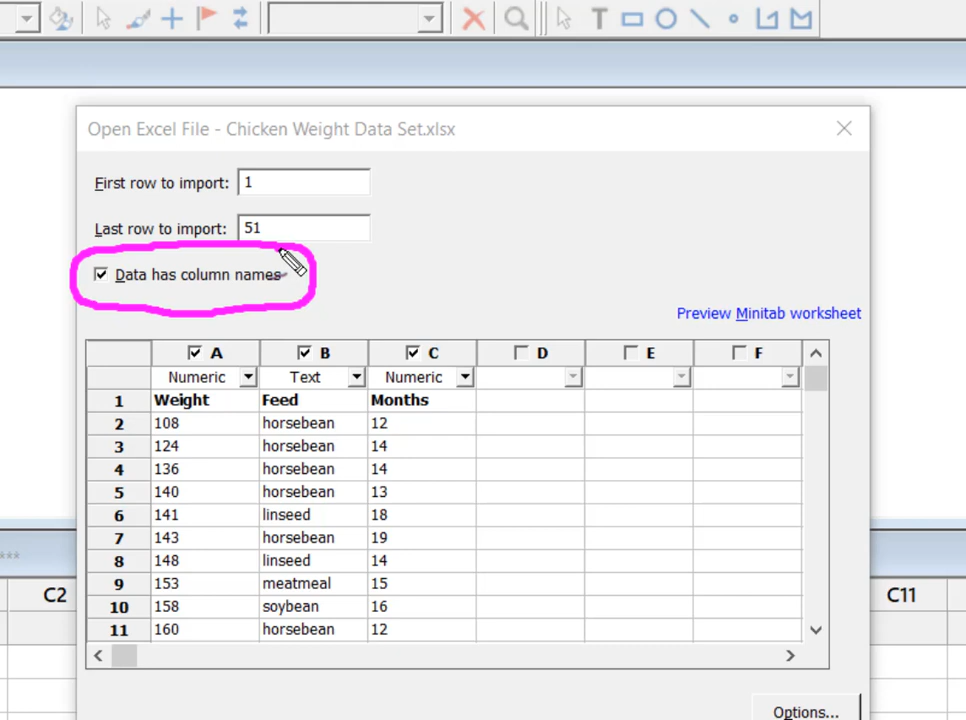 Open Excel File - Chicken Weight Data Set.xlsx
First row to import: 1
Last row to import: 51
Data has column names
Preview Minitab worksheet
A B C D E F
Numeric Text Numeric
1 Weight Feed Months
2 108 horsebean 12
3 124 horsebean 14
4 136 horsebean 14
5 140 horsebean 13
6 141 linseed 18
7 143 horsebean 19
8 148 linseed 14
9 153 meatmeal 15
10 158 soybean 16
11 160 horsebean 12
***
C2 C11
Options...